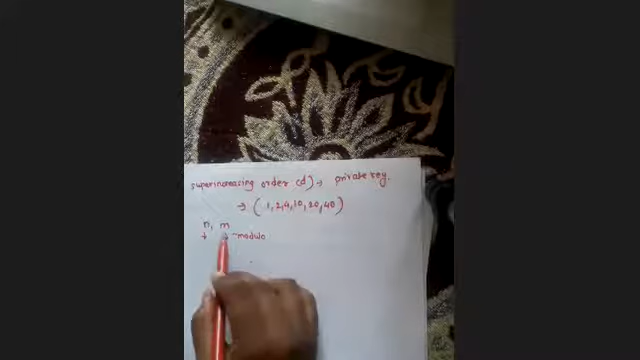 superincreasing order (d) → private key.
→ (1,2,4,10,20,40)
n, m
↓ ↓ modulo